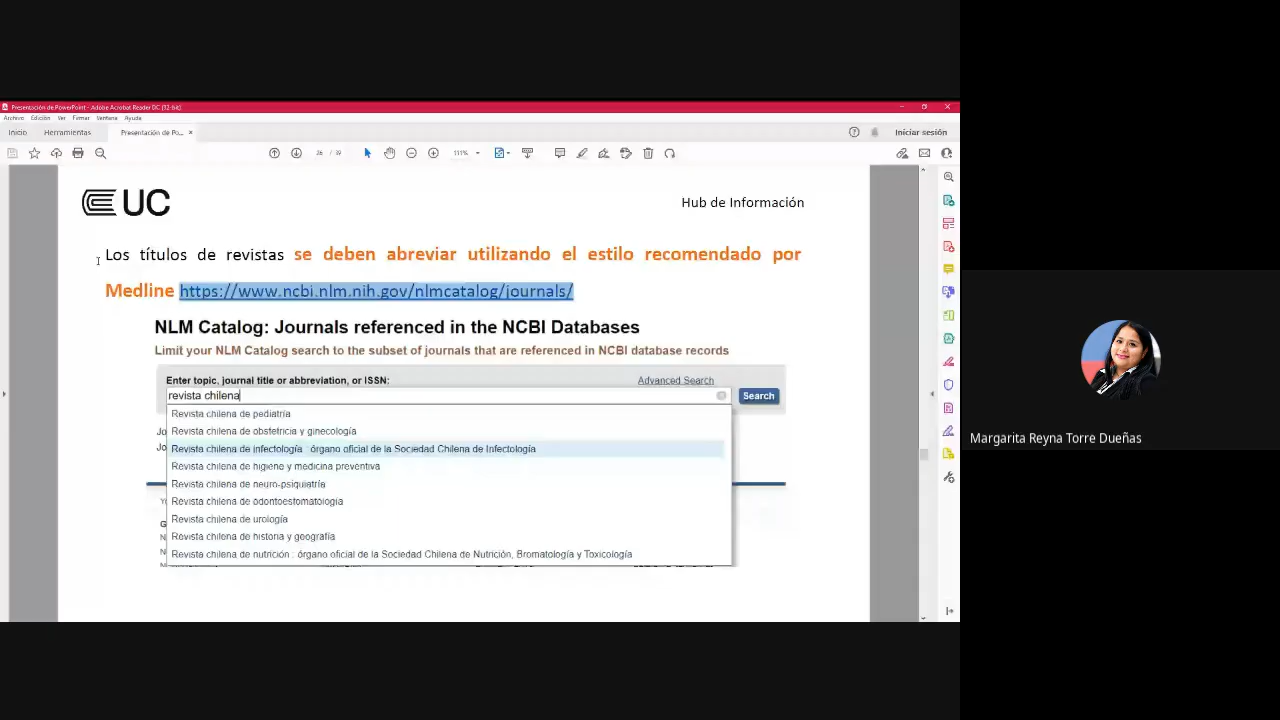 Presentación de PowerPoint - Adobe Acrobat Reader DC (32-bit)
Archivo Edición Ver Firmar Ventana Ayuda
Inicio Herramientas Presentación de Po... × Iniciar sesión
26 / 39 111%
UC Hub de Información
Los títulos de revistas se deben abreviar utilizando el estilo recomendado por
Medline https://www.ncbi.nlm.nih.gov/nlmcatalog/journals/
NLM Catalog: Journals referenced in the NCBI Databases
Limit your NLM Catalog search to the subset of journals that are referenced in NCBI database records
Enter topic, journal title or abbreviation, or ISSN: Advanced Search
revista chilena Search
Revista chilena de pediatría
Revista chilena de obstetricia y ginecología
Revista chilena de infectología : órgano oficial de la Sociedad Chilena de Infectología
Revista chilena de higiene y medicina preventiva
Revista chilena de neuro-psiquiatría
Revista chilena de odontoestomatología
Revista chilena de urología
Revista chilena de historia y geografía
Revista chilena de nutrición : órgano oficial de la Sociedad Chilena de Nutrición, Bromatología y Toxicología
Margarita Reyna Torre Dueñas